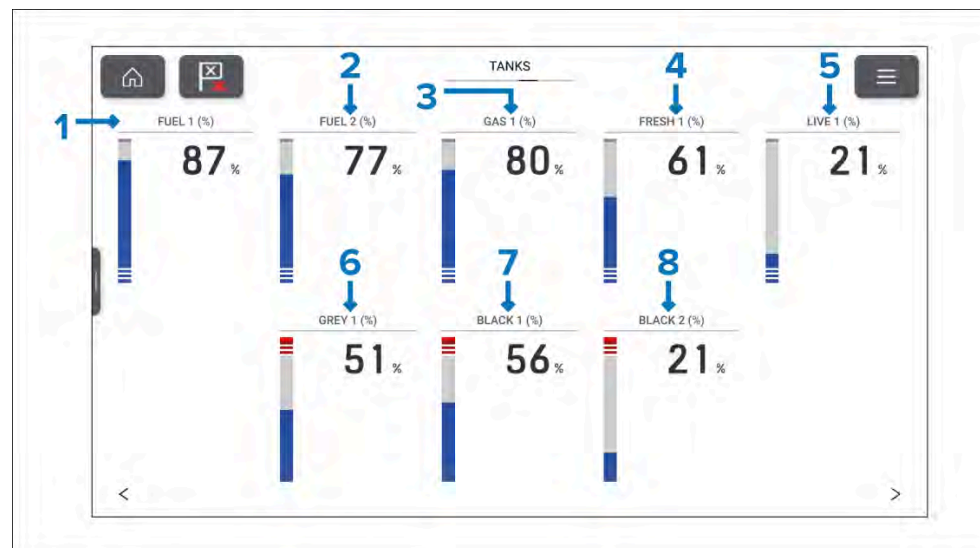 TANKS
1 2 3 4 5
FUEL 1 (%) FUEL 2 (%) GAS 1 (%) FRESH 1 (%) LIVE 1 (%)
87 % 77 % 80 % 61 % 21 %
6 7 8
GREY 1 (%) BLACK 1 (%) BLACK 2 (%)
51 % 56 % 21 %
< >